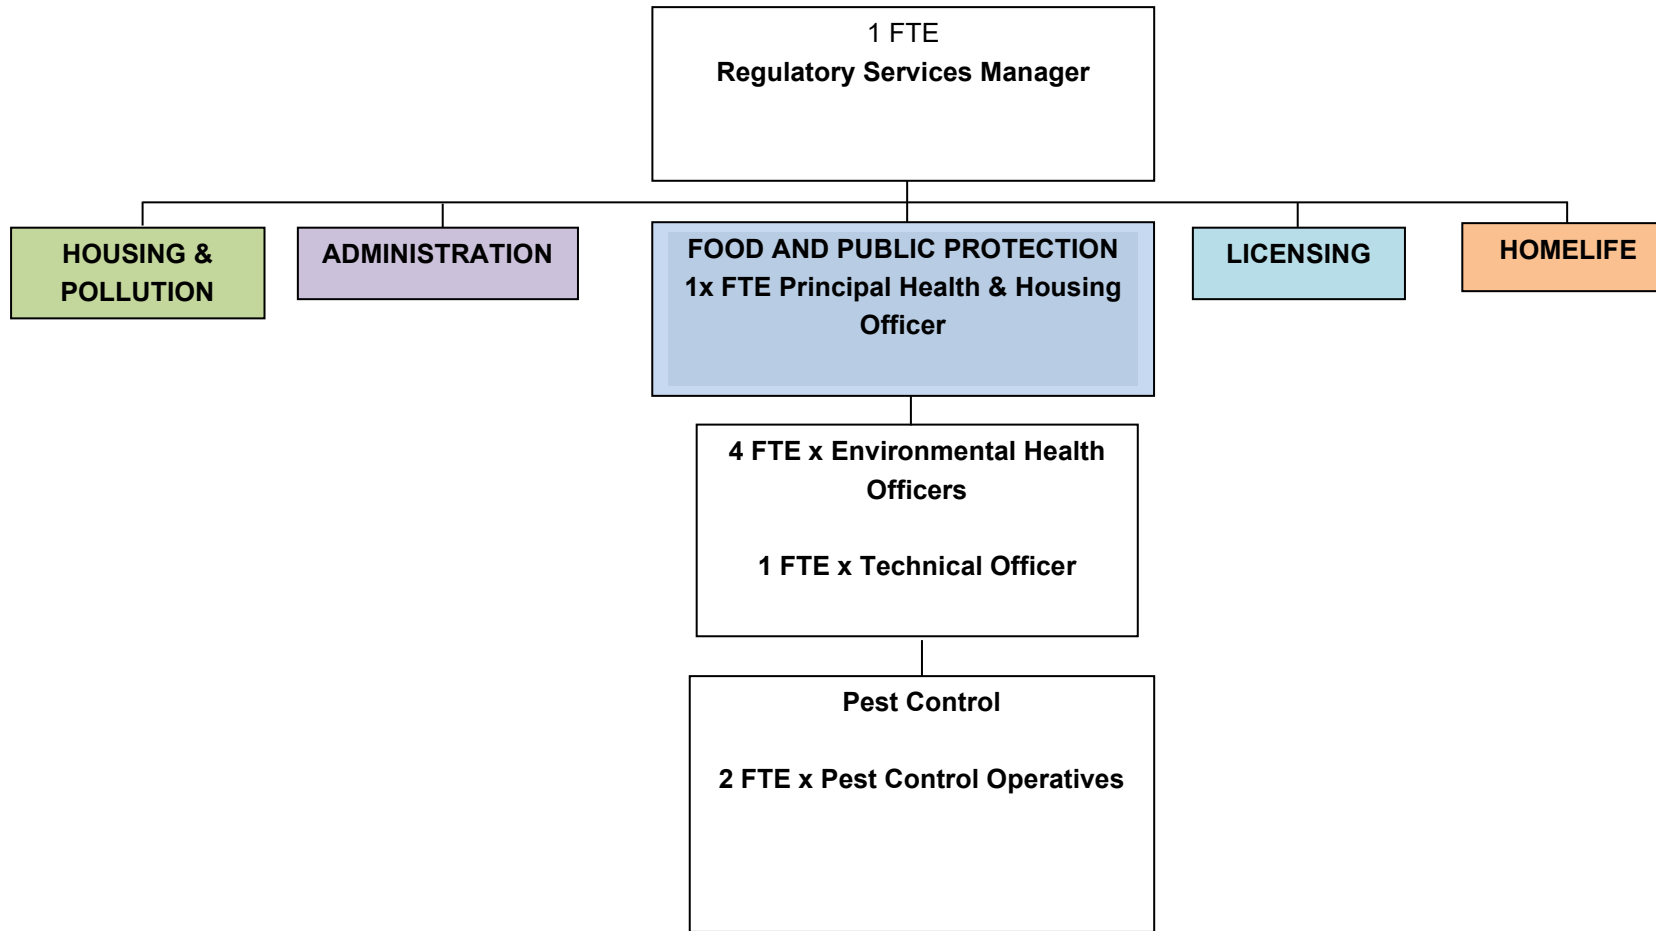 1 FTE
Regulatory Services Manager
HOUSING &
POLLUTION
ADMINISTRATION
FOOD AND PUBLIC PROTECTION
1x FTE Principal Health & Housing
Officer
LICENSING
HOMELIFE
4 FTE x Environmental Health
Officers
1 FTE x Technical Officer
Pest Control
2 FTE x Pest Control Operatives